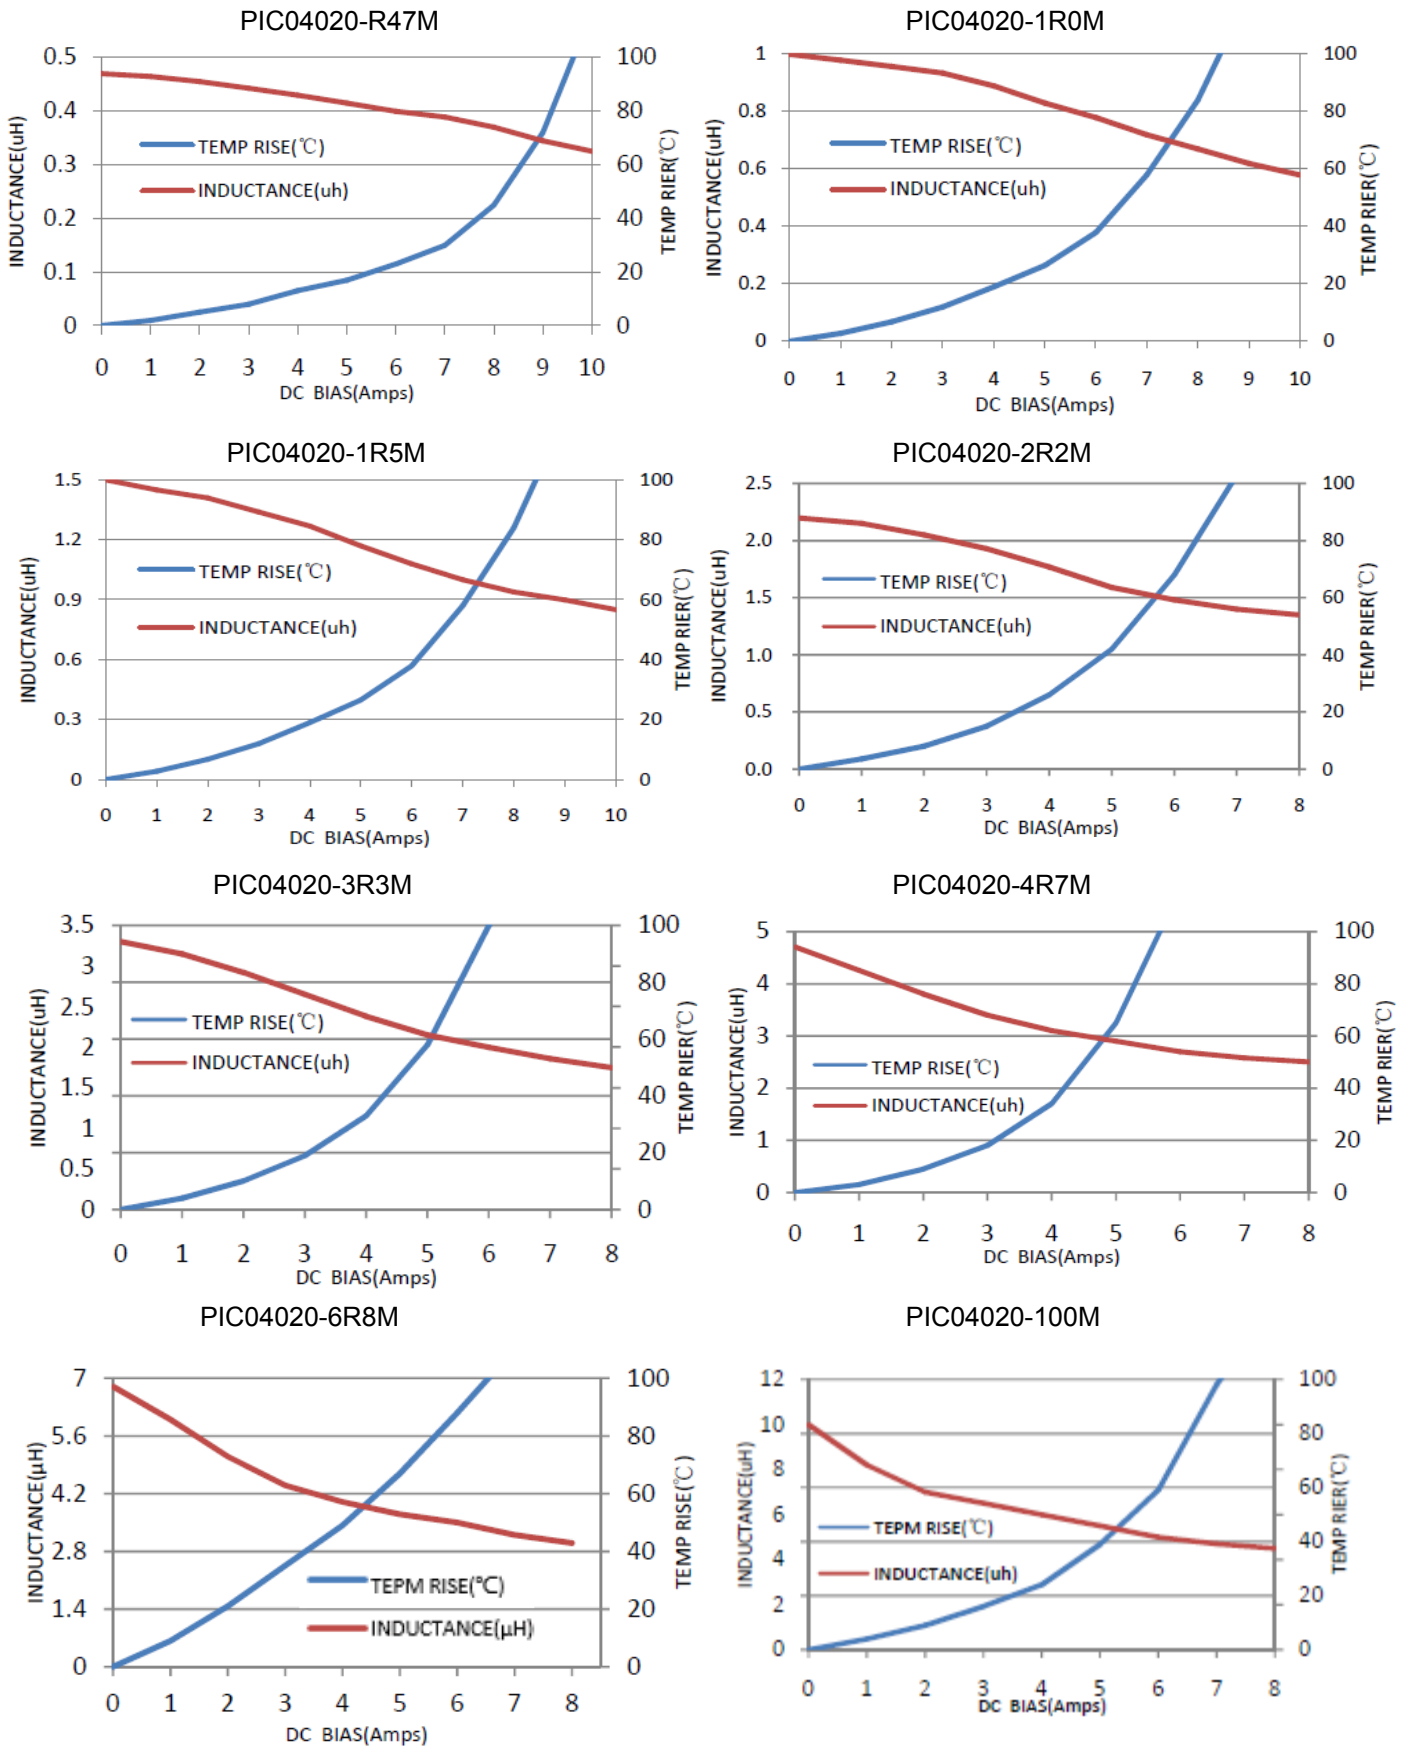 PIC04020-R47M
0.5
0.4
0.3
0.2
0.1
0
100
80
60
40
20
0
TEMP RISE(℃)
INDUCTANCE(uh)
INDUCTANCE(uH)
TEMP RIER(℃)
0 1 2 3 4 5 6 7 8 9 10
DC BIAS(Amps)
PIC04020-1R0M
1
0.8
0.6
0.4
0.2
0
100
80
60
40
20
0
TEMP RISE(℃)
INDUCTANCE(uh)
INDUCTANCE(uH)
TEMP RIER(℃)
0 1 2 3 4 5 6 7 8 9 10
DC BIAS(Amps)
PIC04020-1R5M
1.5
1.2
0.9
0.6
0.3
0
100
80
60
40
20
0
TEMP RISE(℃)
INDUCTANCE(uh)
INDUCTANCE(uH)
TEMP RIER(℃)
0 1 2 3 4 5 6 7 8 9 10
DC BIAS(Amps)
PIC04020-2R2M
2.5
2.0
1.5
1.0
0.5
0.0
100
80
60
40
20
0
TEMP RISE(℃)
INDUCTANCE(uh)
INDUCTANCE(uH)
TEMP RIER(℃)
0 1 2 3 4 5 6 7 8
DC BIAS(Amps)
PIC04020-3R3M
3.5
3
2.5
2
1.5
1
0.5
0
100
80
60
40
20
0
TEMP RISE(℃)
INDUCTANCE(uh)
INDUCTANCE(uH)
TEMP RIER(℃)
0 1 2 3 4 5 6 7 8
DC BIAS(Amps)
PIC04020-4R7M
5
4
3
2
1
0
100
80
60
40
20
0
TEMP RISE(℃)
INDUCTANCE(uh)
INDUCTANCE(uH)
TEMP RIER(℃)
0 1 2 3 4 5 6 7 8
DC BIAS(Amps)
PIC04020-6R8M
7
5.6
4.2
2.8
1.4
0
100
80
60
40
20
0
TEPM RISE(℃)
INDUCTANCE(µH)
INDUCTANCE(µH)
TEMP RISE(℃)
0 1 2 3 4 5 6 7 8
DC BIAS(Amps)
PIC04020-100M
12
10
8
6
4
2
0
100
80
60
40
20
0
TEPM RISE(℃)
INDUCTANCE(uh)
INDUCTANCE(uH)
TEMP RIER(℃)
0 1 2 3 4 5 6 7 8
DC BIAS(Amps)